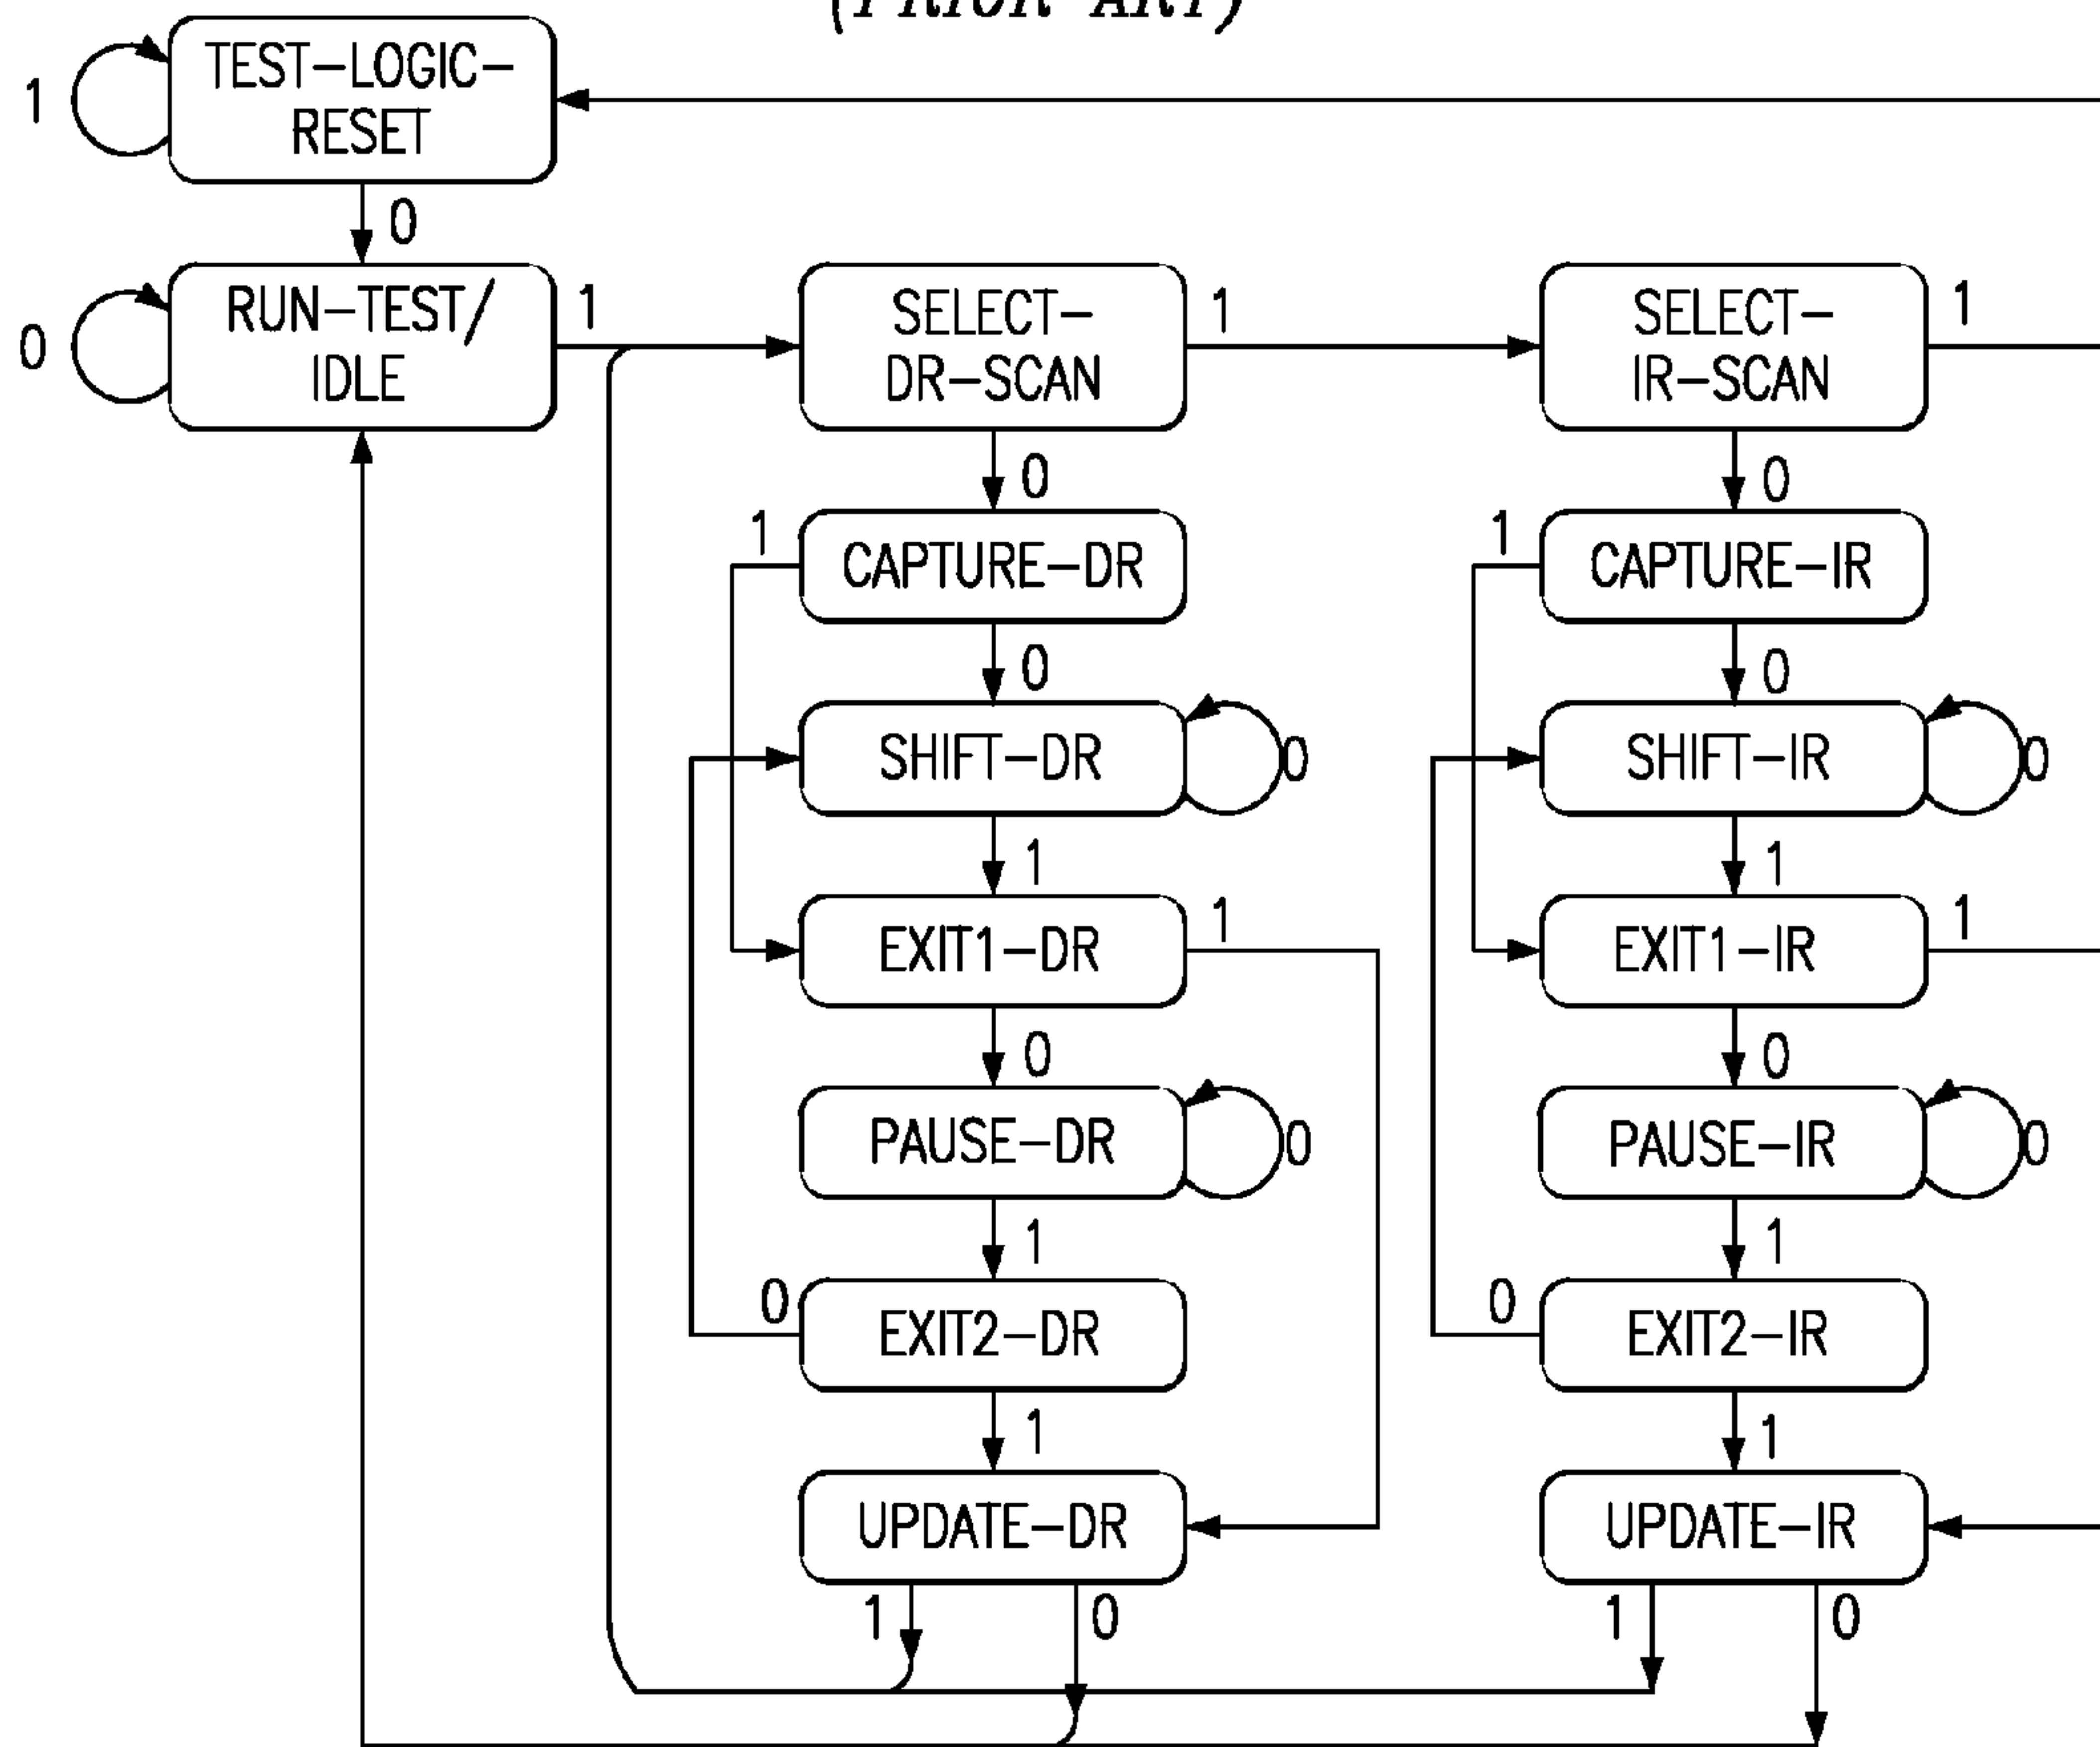 (PRIOR ART)
TEST-LOGIC-
RESET
1
0
RUN-TEST/
IDLE
0
1
SELECT-
DR-SCAN
1
SELECT-
IR-SCAN
1
0
0
1
CAPTURE-DR
1
CAPTURE-IR
0
0
SHIFT-DR
0
SHIFT-IR
0
1
1
EXIT1-DR
1
EXIT1-IR
1
0
0
PAUSE-DR
0
PAUSE-IR
0
1
1
0
EXIT2-DR
0
EXIT2-IR
1
1
UPDATE-DR
UPDATE-IR
1
0
1
0